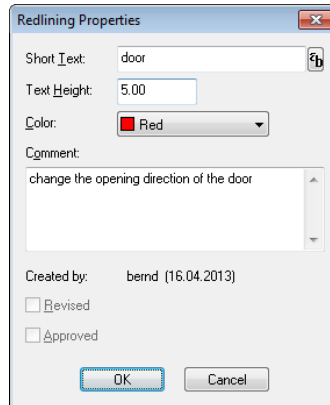 Redlining Properties
Short Text: door
Text Height: 5.00
Color: Red
Comment:
change the opening direction of the door
Created by: bernd (16.04.2013)
Revised
Approved
OK Cancel